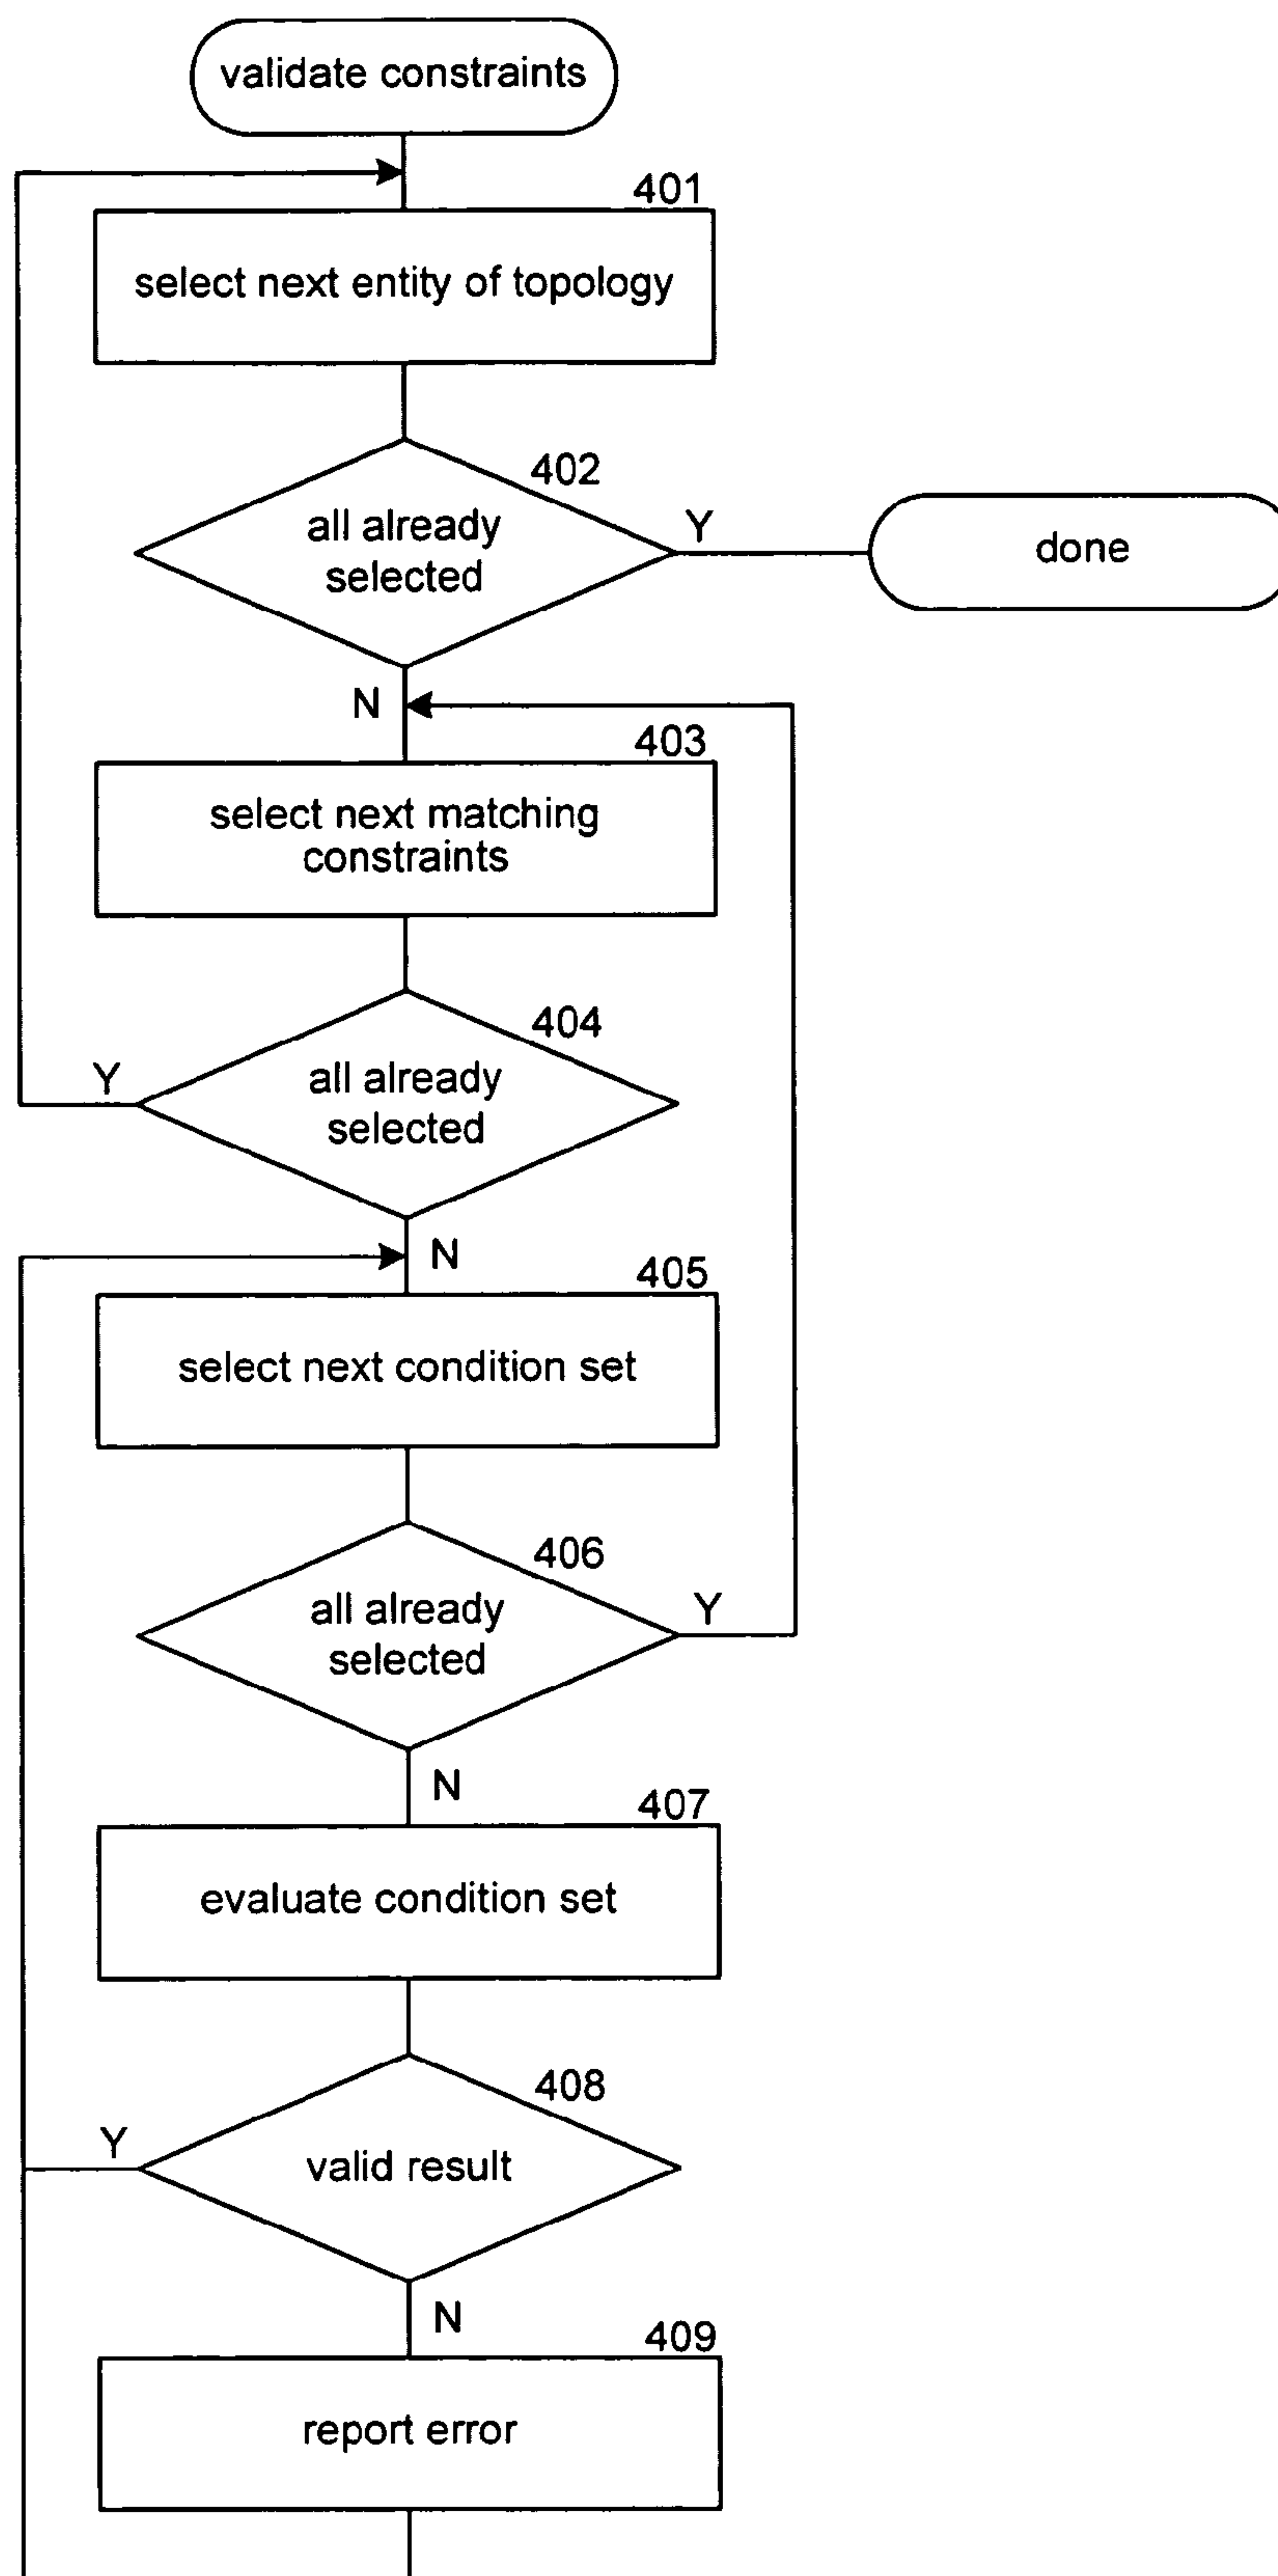 validate constraints
401
select next entity of topology
402
all already
selected
Y
done
N
403
select next matching
constraints
404
all already
selected
Y
N
405
select next condition set
406
all already
selected
Y
N
407
evaluate condition set
408
valid result
Y
N
409
report error